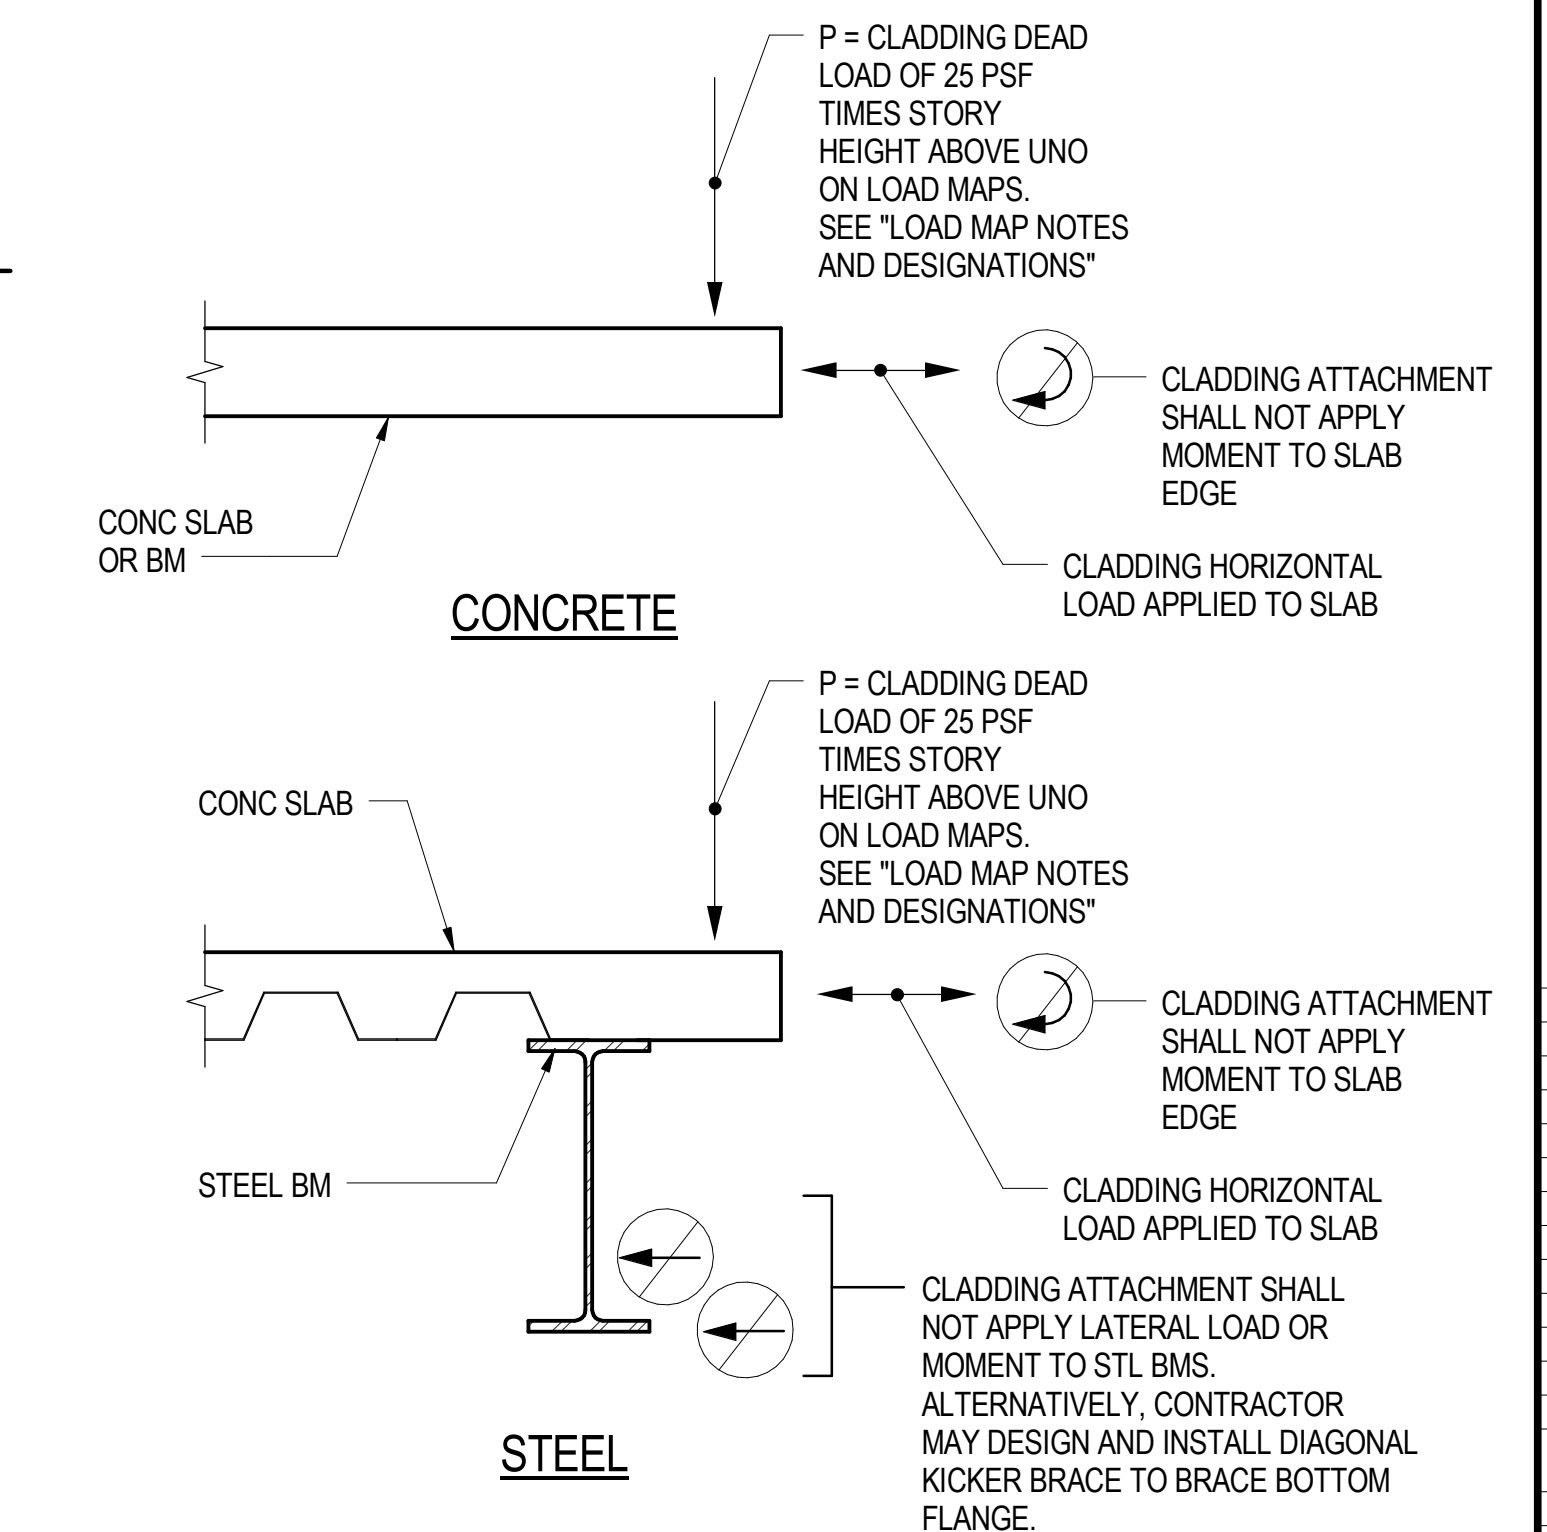 P = CLADDING DEAD
LOAD OF 25 PSF
TIMES STORY
HEIGHT ABOVE UNO
ON LOAD MAPS.
SEE "LOAD MAP NOTES
AND DESIGNATIONS"
CLADDING ATTACHMENT
SHALL NOT APPLY
MOMENT TO SLAB
EDGE
CONC SLAB
OR BM
CLADDING HORIZONTAL
LOAD APPLIED TO SLAB
CONCRETE
P = CLADDING DEAD
LOAD OF 25 PSF
TIMES STORY
HEIGHT ABOVE UNO
ON LOAD MAPS.
SEE "LOAD MAP NOTES
AND DESIGNATIONS"
CONC SLAB
CLADDING ATTACHMENT
SHALL NOT APPLY
MOMENT TO SLAB
EDGE
STEEL BM
CLADDING HORIZONTAL
LOAD APPLIED TO SLAB
CLADDING ATTACHMENT SHALL
NOT APPLY LATERAL LOAD OR
MOMENT TO STL BMS.
ALTERNATIVELY, CONTRACTOR
MAY DESIGN AND INSTALL DIAGONAL
KICKER BRACE TO BRACE BOTTOM
FLANGE.
STEEL